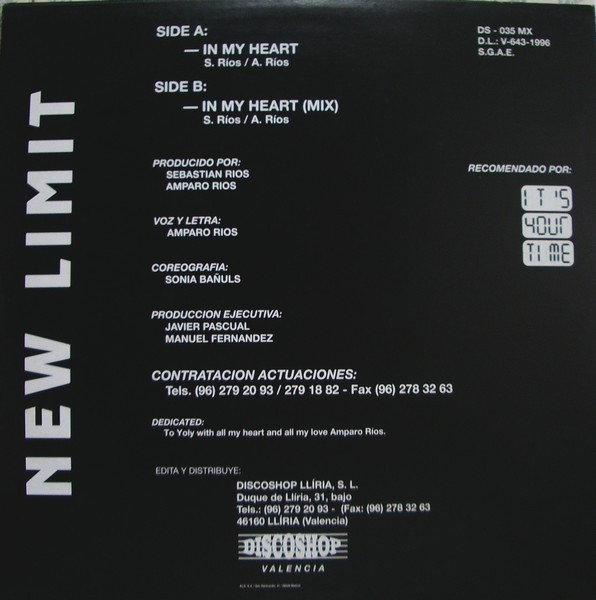 NEW LIMIT
SIDE A:
— IN MY HEART
S. Ríos / A. Ríos
SIDE B:
— IN MY HEART (MIX)
S. Ríos / A. Ríos
DS - 035 MX
D.L.: V-643-1996
S.G.A.E.
PRODUCIDO POR:
SEBASTIAN RIOS
AMPARO RIOS
VOZ Y LETRA:
AMPARO RIOS
COREOGRAFIA:
SONIA BAÑULS
PRODUCCION EJECUTIVA:
JAVIER PASCUAL
MANUEL FERNANDEZ
RECOMENDADO POR:
IT'S
YOUR
TIME
CONTRATACION ACTUACIONES:
Tels. (96) 279 20 93 / 279 18 82 - Fax (96) 278 32 63
DEDICATED:
To Yoly with all my heart and all my love Amparo Ríos.
EDITA Y DISTRIBUYE:
DISCOSHOP LLÍRIA, S. L.
Duque de Llíria, 31, bajo
Tels.: (96) 279 20 93 - (Fax: (96) 278 32 63
46160 LLÍRIA (Valencia)
DISCOSHOP
VALENCIA